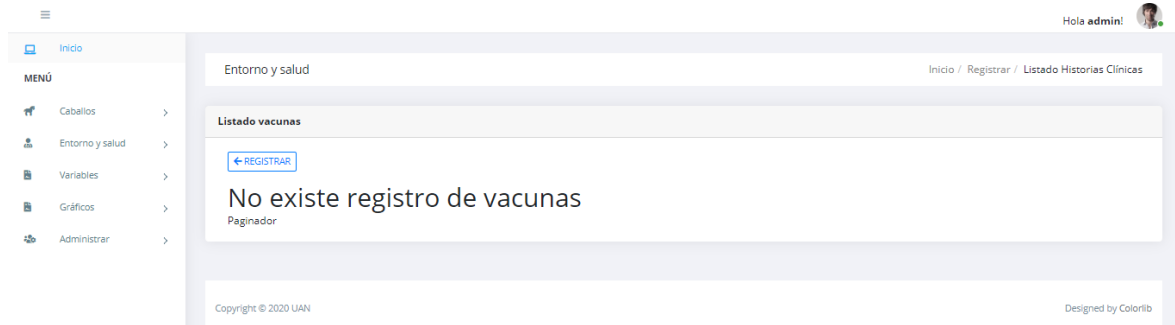 Hola admin!
Inicio
MENÚ
Caballos
Entorno y salud
Variables
Gráficos
Administrar
Entorno y salud
Inicio / Registrar / Listado Historias Clínicas
Listado vacunas
REGISTRAR
No existe registro de vacunas
Paginador
Copyright © 2020 UAN
Designed by Colorlib